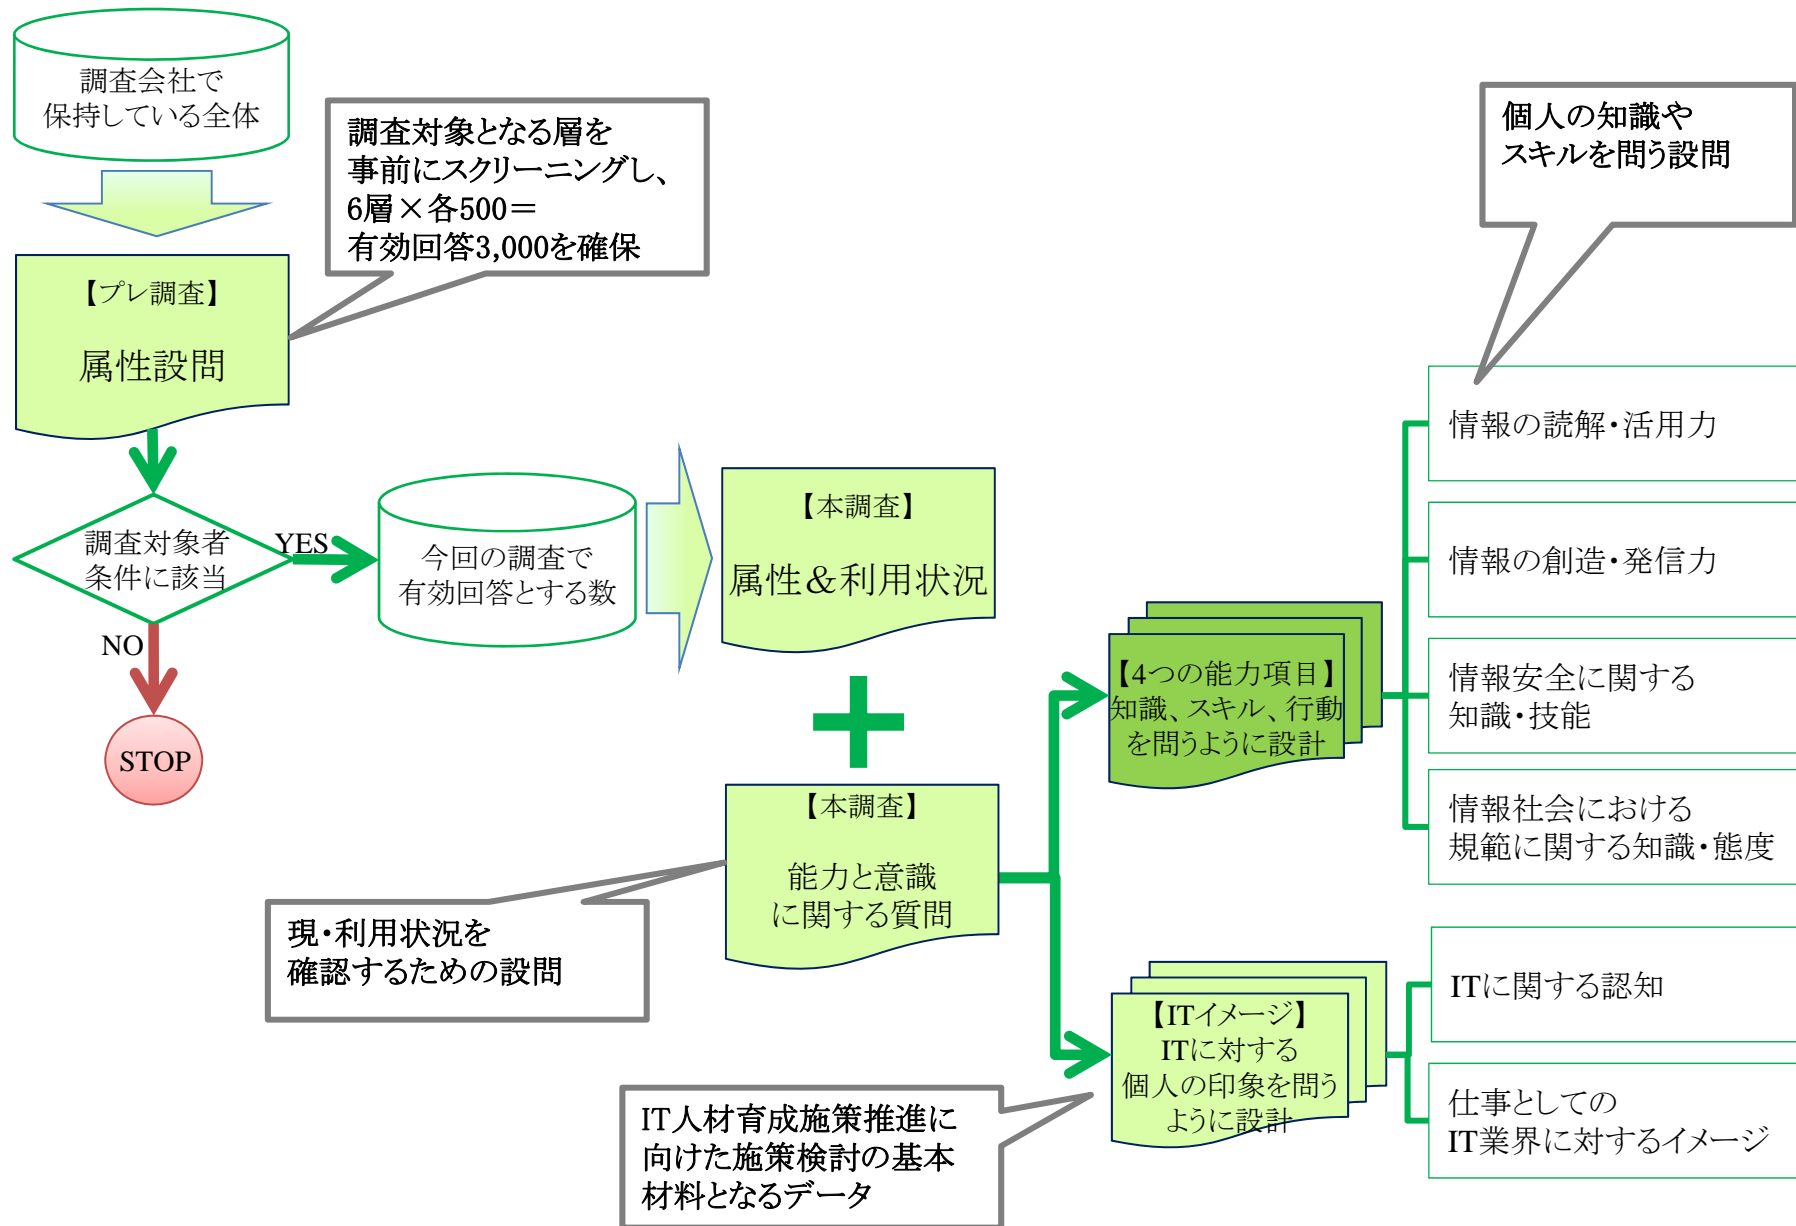 調査会社で
保持している全体
調査対象となる層を
事前にスクリーニングし、
6層×各500＝
有効回答3,000を確保
個人の知識や
スキルを問う設問
【プレ調査】
属性設問
調査対象者
条件に該当
YES
NO
STOP
今回の調査で
有効回答とする数
【本調査】
属性＆利用状況
【本調査】
能力と意識
に関する質問
現・利用状況を
確認するための設問
【4つの能力項目】
知識、スキル、行動
を問うように設計
情報の読解・活用力
情報の創造・発信力
情報安全に関する
知識・技能
情報社会における
規範に関する知識・態度
【ITイメージ】
ITに対する
個人の印象を問う
ように設計
IT人材育成施策推進に
向けた施策検討の基本
材料となるデータ
ITに関する認知
仕事としての
IT業界に対するイメージ